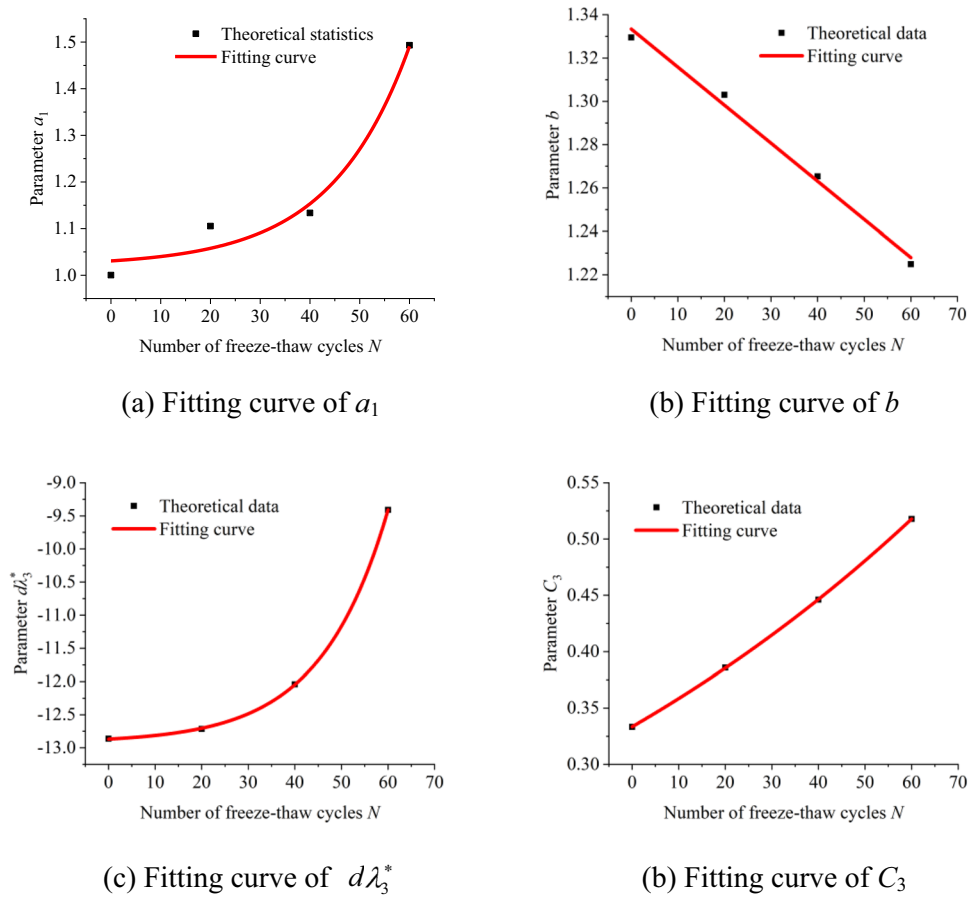 Theoretical statistics
Fitting curve
1.5
1.4
1.3
1.2
1.1
1.0
Parameter a₁
0 10 20 30 40 50 60
Number of freeze-thaw cycles N
(a) Fitting curve of a₁
Theoretical data
Fitting curve
1.32
1.30
1.28
1.26
1.24
1.22
Parameter b
0 10 20 30 40 50 60 70
Number of freeze-thaw cycles N
(b) Fitting curve of b
Theoretical data
Fitting curve
-9.0
-9.5
-10.0
-10.5
-11.0
-11.5
-12.0
-12.5
-13.0
Parameter dλ₃*
0 10 20 30 40 50 60 70
Number of freeze-thaw cycles N
(c) Fitting curve of dλ₃*
Theoretical data
Fitting curve
0.55
0.50
0.45
0.40
0.35
0.30
Parameter C₃
0 10 20 30 40 50 60 70
Number of freeze-thaw cycles N
(b) Fitting curve of C₃